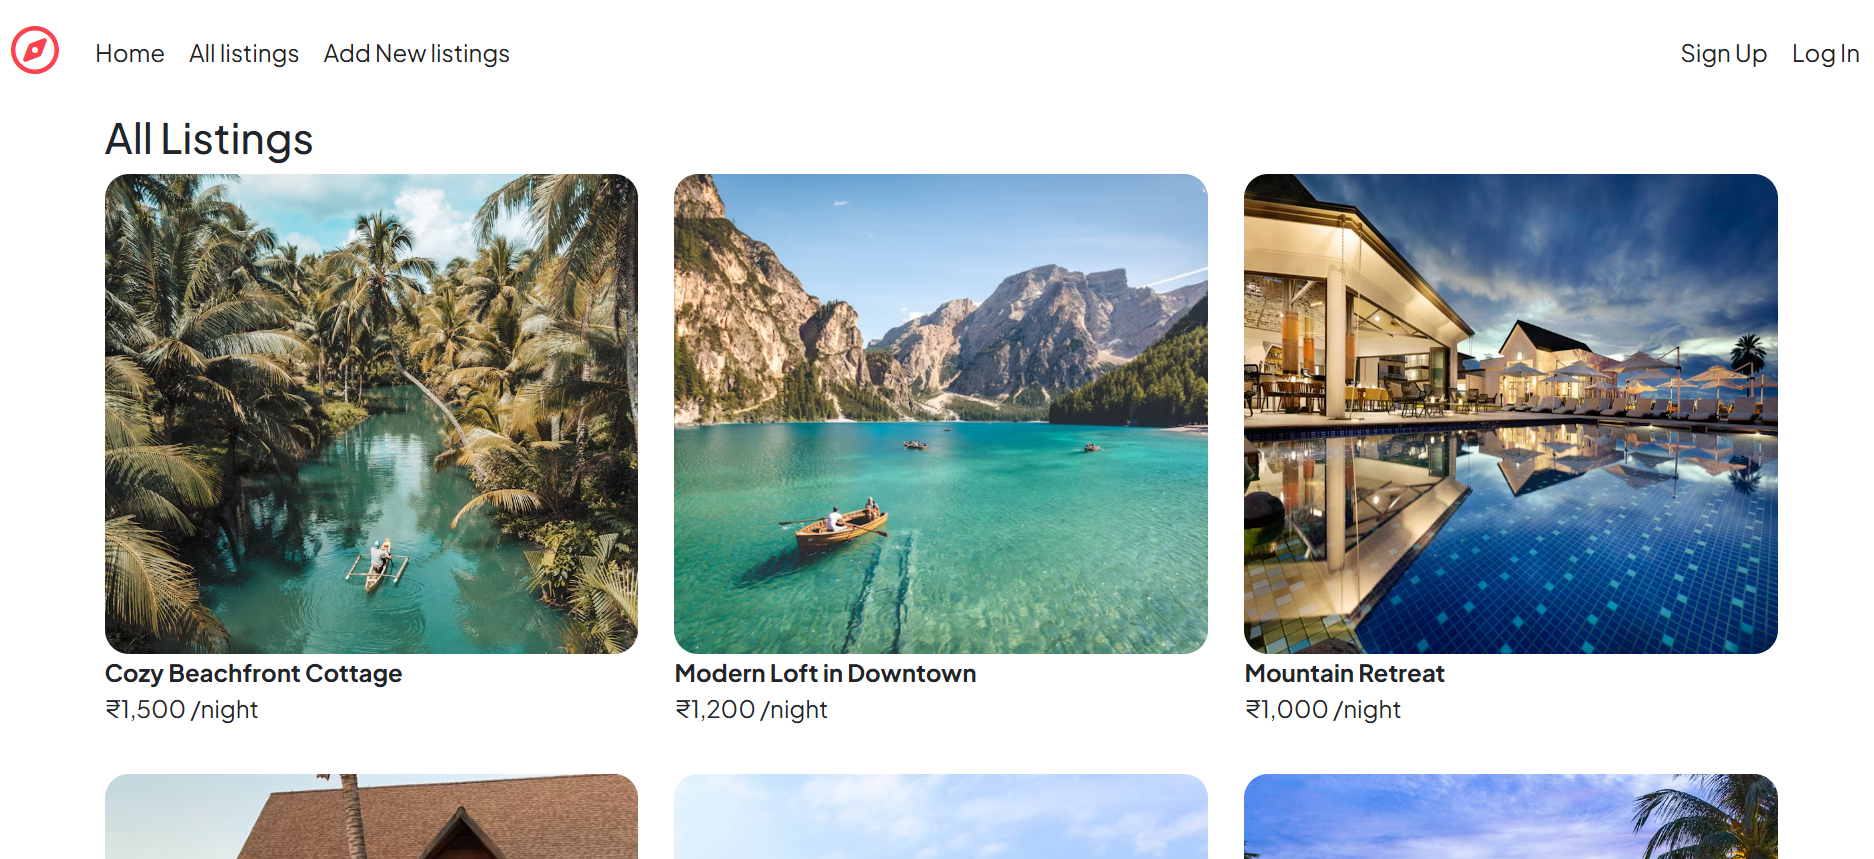 Home All listings Add New listings Sign Up Log In
All Listings
Cozy Beachfront Cottage
₹1,500 /night
Modern Loft in Downtown
₹1,200 /night
Mountain Retreat
₹1,000 /night